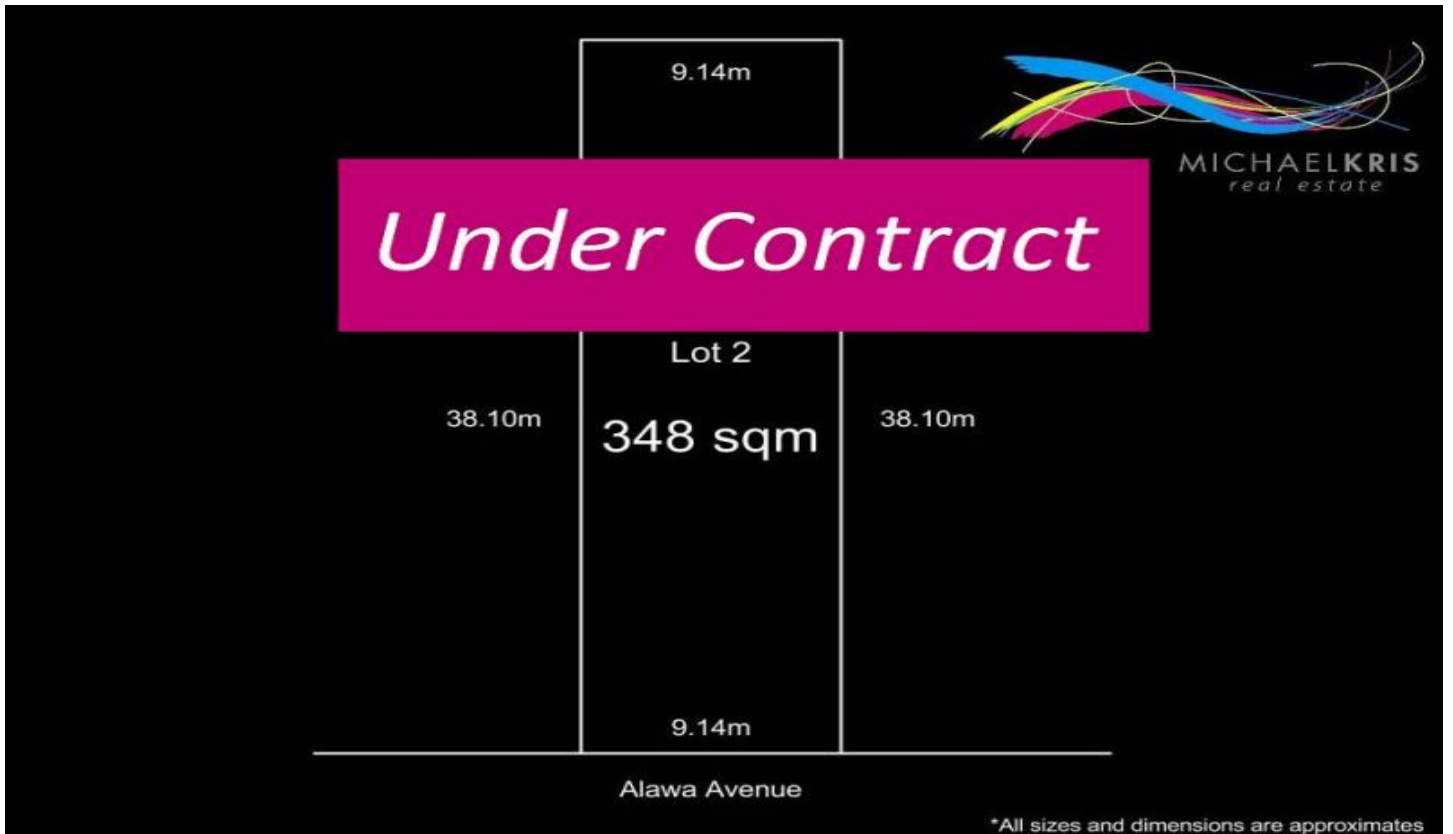 9.14m
MICHAELKRIS
real estate
Under Contract
Lot 2
38.10m
348 sqm
38.10m
9.14m
Alawa Avenue
*All sizes and dimensions are approximates